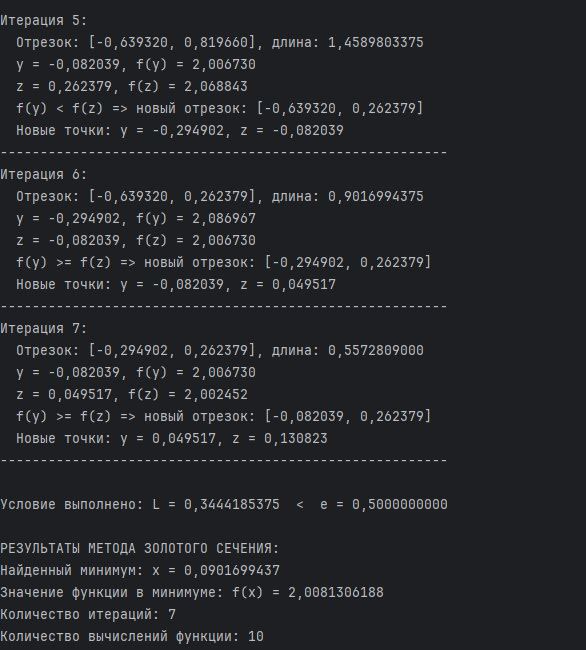 Итерация 5:
  Отрезок: [-0,639320, 0,819660], длина: 1,4589803375
  y = -0,082039, f(y) = 2,006730
  z = 0,262379, f(z) = 2,068843
  f(y) < f(z) => новый отрезок: [-0,639320, 0,262379]
  Новые точки: y = -0,294902, z = -0,082039
--------------------------------------------------------
Итерация 6:
  Отрезок: [-0,639320, 0,262379], длина: 0,9016994375
  y = -0,294902, f(y) = 2,086967
  z = -0,082039, f(z) = 2,006730
  f(y) >= f(z) => новый отрезок: [-0,294902, 0,262379]
  Новые точки: y = -0,082039, z = 0,049517
--------------------------------------------------------
Итерация 7:
  Отрезок: [-0,294902, 0,262379], длина: 0,5572809000
  y = -0,082039, f(y) = 2,006730
  z = 0,049517, f(z) = 2,002452
  f(y) >= f(z) => новый отрезок: [-0,082039, 0,262379]
  Новые точки: y = 0,049517, z = 0,130823
--------------------------------------------------------
Условие выполнено: L = 0,3444185375  <  e = 0,5000000000
РЕЗУЛЬТАТЫ МЕТОДА ЗОЛОТОГО СЕЧЕНИЯ:
Найденный минимум: x = 0,0901699437
Значение функции в минимуме: f(x) = 2,0081306188
Количество итераций: 7
Количество вычислений функции: 10